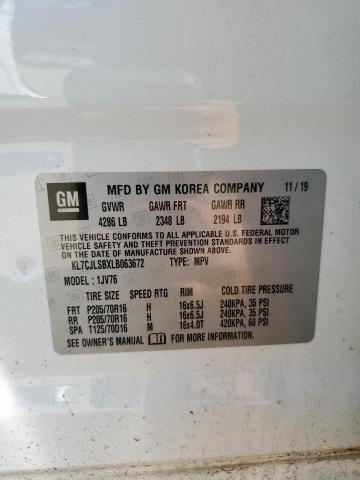 GM
MFD BY GM KOREA COMPANY 11/19
GVWR GAWR FRT GAWR RR
4286 LB 2348 LB 2194 LB
THIS VEHICLE CONFORMS TO ALL APPLICABLE U.S. FEDERAL MOTOR
VEHICLE SAFETY, BUMPER, AND THEFT PREVENTION STANDARDS IN
EFFECT ON THE DATE OF MANUFACTURE SHOWN ABOVE.
KL7CJLSBXLB063672 TYPE: MPV
MODEL : 1JV76
TIRE SIZE SPEED RTG RIM COLD TIRE PRESSURE
FRT P205/70R16 H 16x6.5J 240KPA, 35 PSI
RR P205/70R16 H 16x6.5J 240KPA, 35 PSI
SPA T125/70D16 M 16x4.0T 420KPA, 60 PSI
SEE OWNER'S MANUAL FOR MORE INFORMATION